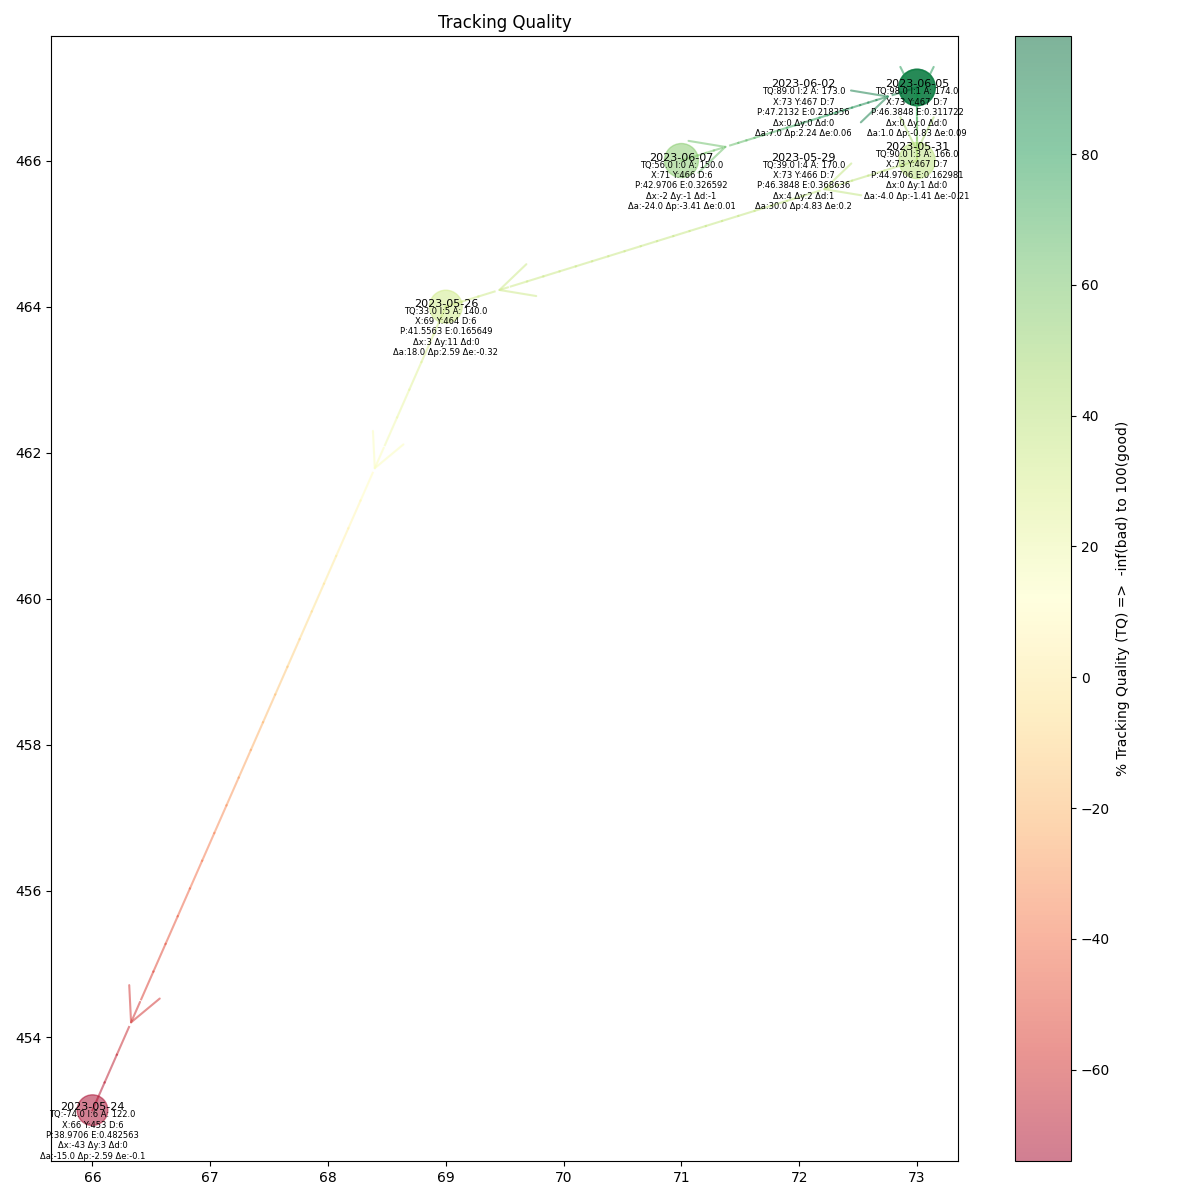 Tracking Quality
2023-06-02
TQ:89.0 I:2 A: 173.0
X:73 Y:467 D:7
P:47.2132 E:0.218356
Δx:0 Δy:0 Δd:0
Δa:7.0 Δp:2.24 Δe:0.06
2023-06-05
TQ:98.0 I:1 A: 174.0
X:73 Y:467 D:7
P:46.3848 E:0.311722
Δx:0 Δy:0 Δd:0
Δa:1.0 Δp:-0.83 Δe:0.09
2023-06-07
TQ:56.0 I:0 A: 150.0
X:71 Y:466 D:6
P:42.9706 E:0.326592
Δx:-2 Δy:-1 Δd:-1
Δa:-24.0 Δp:-3.41 Δe:0.01
2023-05-29
TQ:39.0 I:4 A: 170.0
X:73 Y:466 D:7
P:46.3848 E:0.368636
Δx:4 Δy:2 Δd:1
Δa:30.0 Δp:4.83 Δe:0.2
2023-05-31
TQ:90.0 I:3 A: 166.0
X:73 Y:467 D:7
P:44.9706 E:0.162981
Δx:0 Δy:1 Δd:0
Δa:-4.0 Δp:-1.41 Δe:-0.21
2023-05-26
TQ:33.0 I:5 A: 140.0
X:69 Y:464 D:6
P:41.5563 E:0.165649
Δx:3 Δy:11 Δd:0
Δa:18.0 Δp:2.59 Δe:-0.32
2023-05-24
TQ:-74.0 I:6 A: 122.0
X:66 Y:453 D:6
P:38.9706 E:0.482563
Δx:-43 Δy:3 Δd:0
Δa:-15.0 Δp:-2.59 Δe:-0.1
466
464
462
460
458
456
454
66
67
68
69
70
71
72
73
80
60
40
20
0
−20
−40
−60
% Tracking Quality (TQ) => -inf(bad) to 100(good)